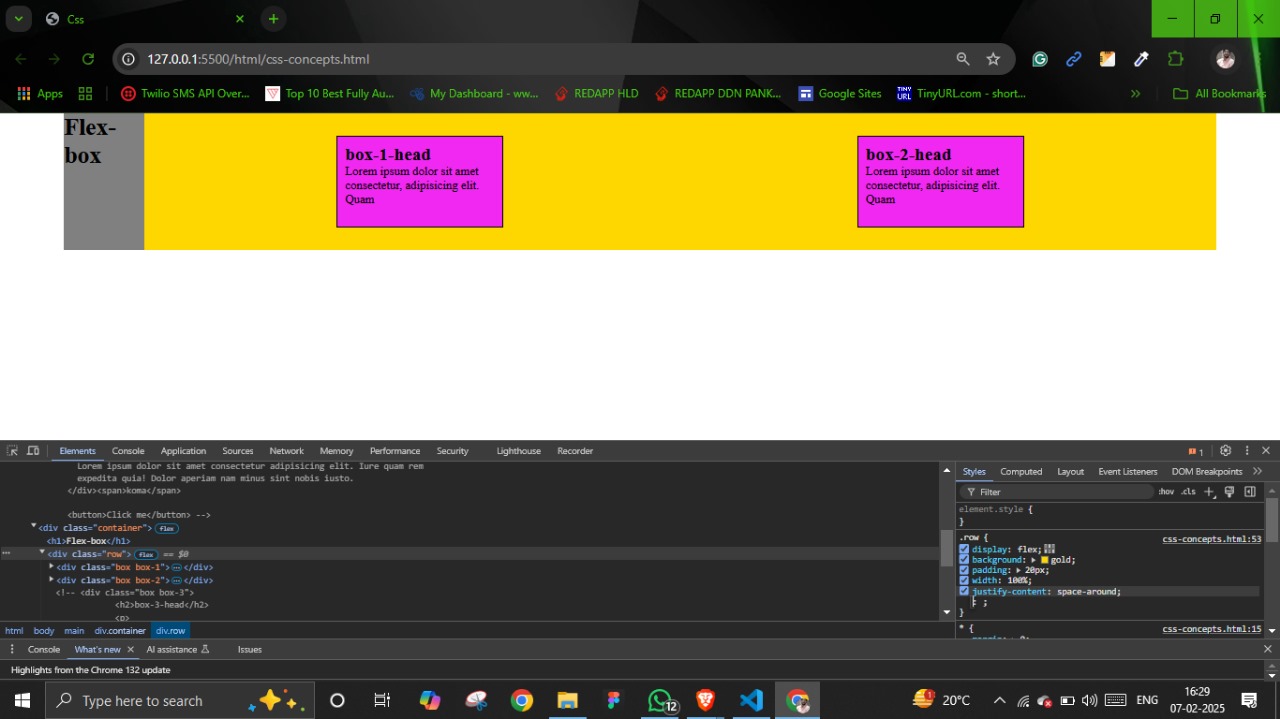 Css
127.0.0.1:5500/html/css-concepts.html
Apps
Twilio SMS API Over...
Top 10 Best Fully Au...
My Dashboard - ww...
REDAPP HLD
REDAPP DDN PANK...
Google Sites
TINY URL
TinyURL.com - short...
»
All Bookmarks
Flex-
box
box-1-head
Lorem ipsum dolor sit amet
consectetur, adipisicing elit.
Quam
box-2-head
Lorem ipsum dolor sit amet
consectetur, adipisicing elit.
Quam
Elements Console Application Sources Network Memory Performance Security Lighthouse Recorder
1
Lorem ipsum dolor sit amet consectetur adipisicing elit. Iure quam rem
expedita quia! Dolor aperiam nam minus sint nobis iusto.
</div><span>koma</span>
<button>Click me</button> -->
<div class="container"> flex
<h1>Flex-box</h1>
<div class="row"> flex == $0
<div class="box box-1"> … </div>
<div class="box box-2"> … </div>
<!-- <div class="box box-3">
<h2>box-3-head</h2>
<p>
html body main div.container div.row
Styles Computed Layout Event Listeners DOM Breakpoints »
Filter :hov .cls
element.style {
}
.row { css-concepts.html:53
display: flex;
background: gold;
padding: 20px;
width: 100%;
justify-content: space-around;
: ;
}
* { css-concepts.html:15
Console What's new AI assistance Issues
Highlights from the Chrome 132 update
Type here to search
12
1
20°C
ENG
16:29
07-02-2025